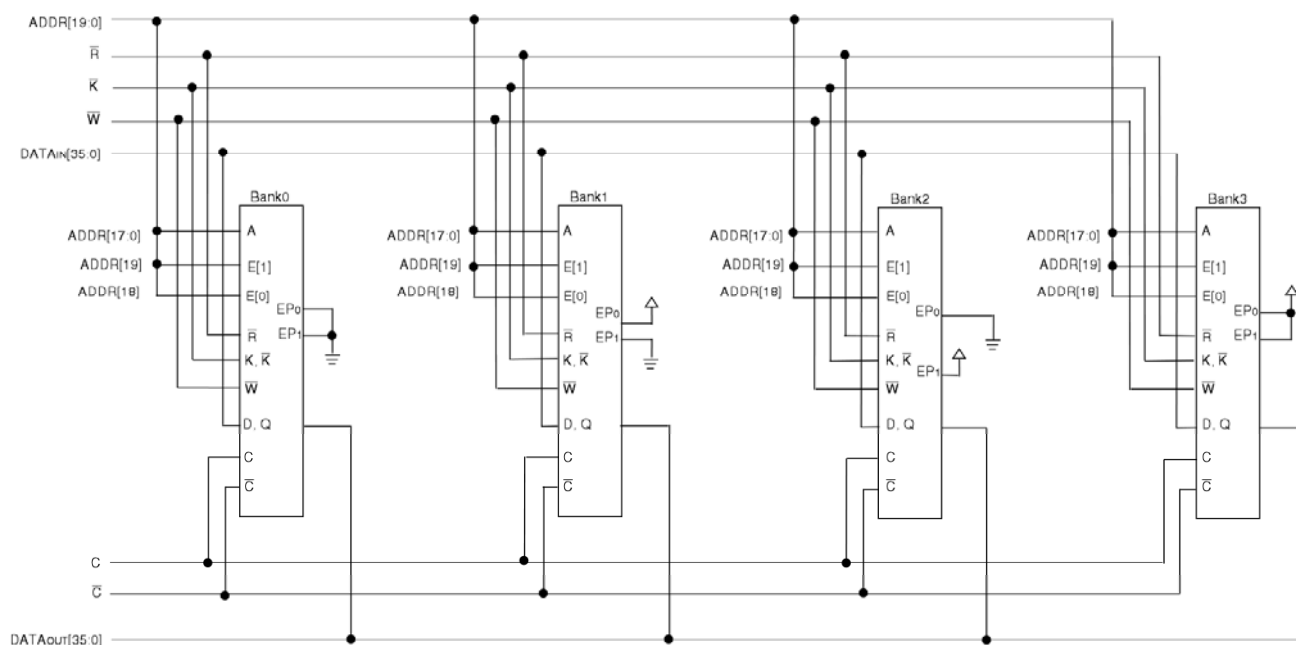 ADDR[19:0]
R̅
K̅
W̅
DATAIN[35:0]
Bank0
Bank1
Bank2
Bank3
ADDR[17:0]
ADDR[19]
ADDR[18]
A
E[1]
E[0]
EP0
EP1
R̅
K, K̅
W̅
D, Q
C
C̅
ADDR[17:0]
ADDR[19]
ADDR[18]
A
E[1]
E[0]
EP0
EP1
R̅
K, K̅
W̅
D, Q
C
C̅
ADDR[17:0]
ADDR[19]
ADDR[18]
A
E[1]
E[0]
EP0
R̅
K, K̅
EP1
W̅
D, Q
C
C̅
ADDR[17:0]
ADDR[19]
ADDR[18]
A
E[1]
E[0]
EP0
EP1
R̅
K, K̅
W̅
D, Q
C
C̅
C
C̅
DATAOUT[35:0]